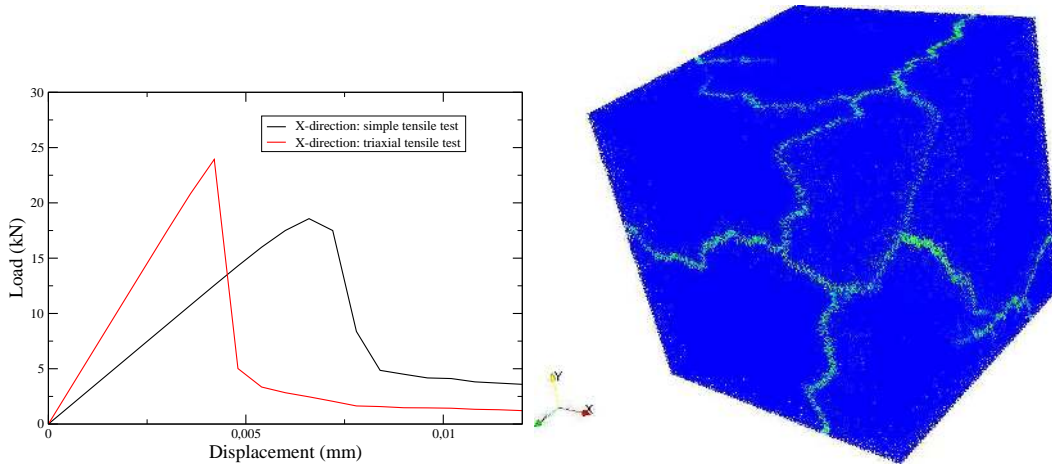 30
25
20
15
10
5
0
Load (kN)
X-direction: simple tensile test
X-direction: triaxial tensile test
0
0,005
0,01
Displacement (mm)
Y
X